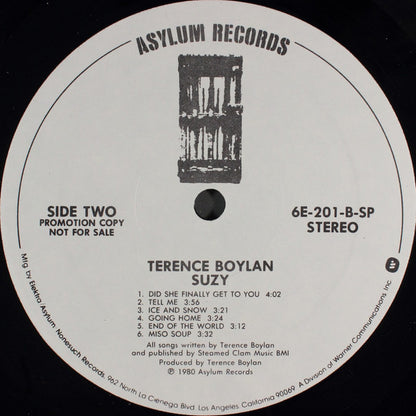 ASYLUM RECORDS
SIDE TWO
PROMOTION COPY
NOT FOR SALE
6E-201-B-SP
STEREO
TERENCE BOYLAN
SUZY
1. DID SHE FINALLY GET TO YOU 4:02
2. TELL ME 3:56
3. ICE AND SNOW 3:21
4. GOING HOME 3:24
5. END OF THE WORLD 3:12
6. MISO SOUP :32
All songs written by Terence Boylan
and published by Steamed Clam Music BMI
Produced by Terence Boylan
℗ 1980 Asylum Records
Mfg by Elektra/Asylum Nonesuch Records, 962 North La Cienega Blvd. Los Angeles, California 90069 A Division of Warner Communications Inc